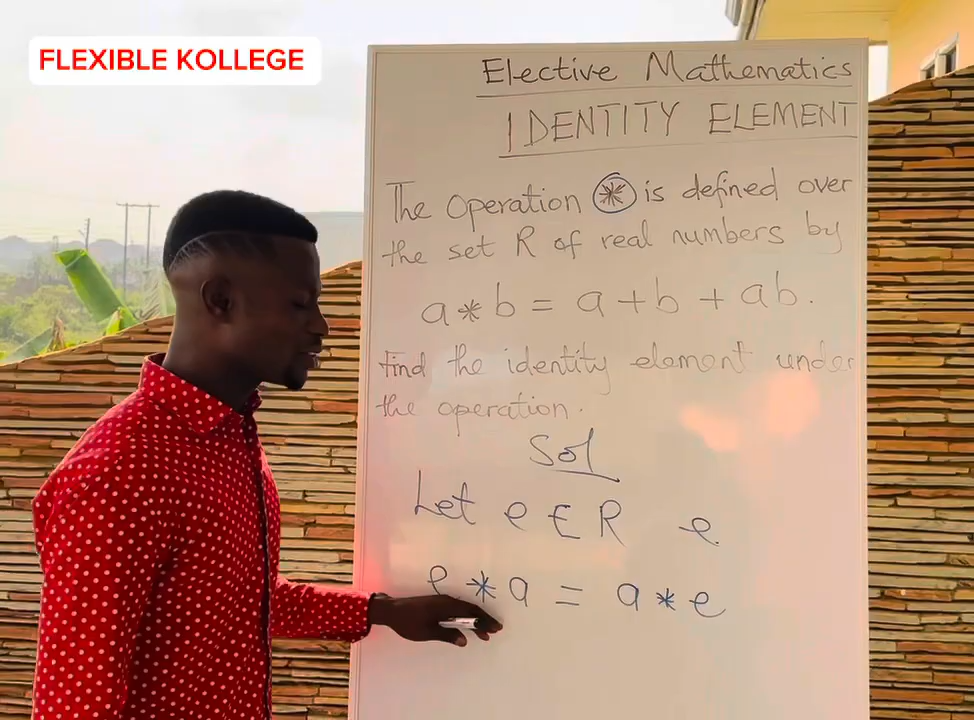 FLEXIBLE KOLLEGE
Elective Mathematics
IDENTITY ELEMENT
The operation * is defined over
the set R of real numbers by
a * b = a + b + ab.
Find the identity element under
the operation.
Sol
Let e ∈ R e
e * a = a * e